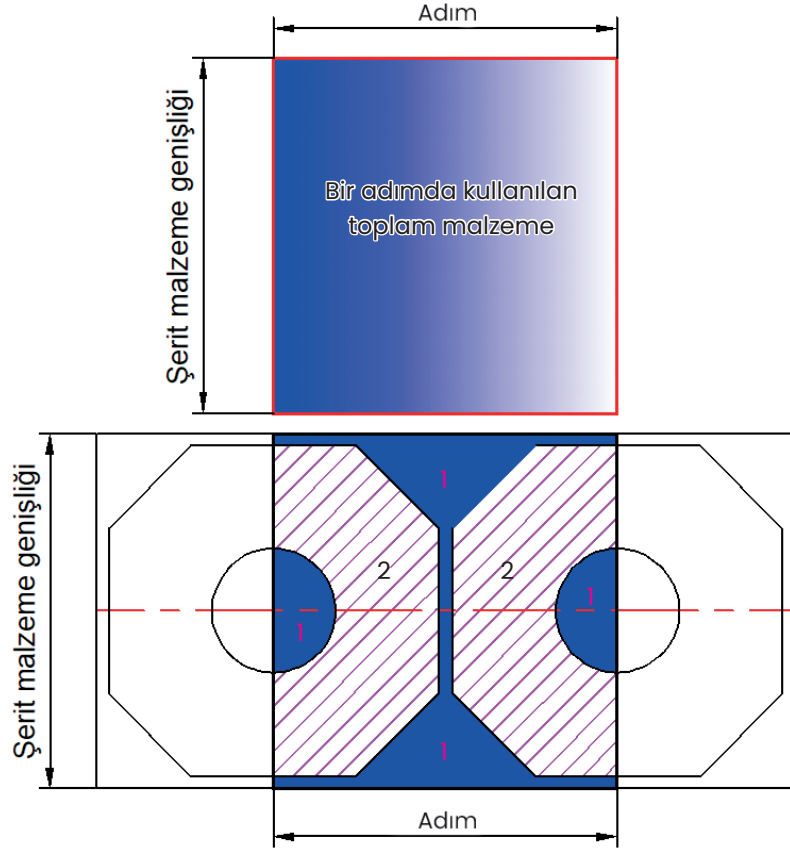 Adım
Şerit malzeme genişliği
Bir adımda kullanılan
toplam malzeme
Şerit malzeme genişliği
1
2
2
1
1
1
Adım